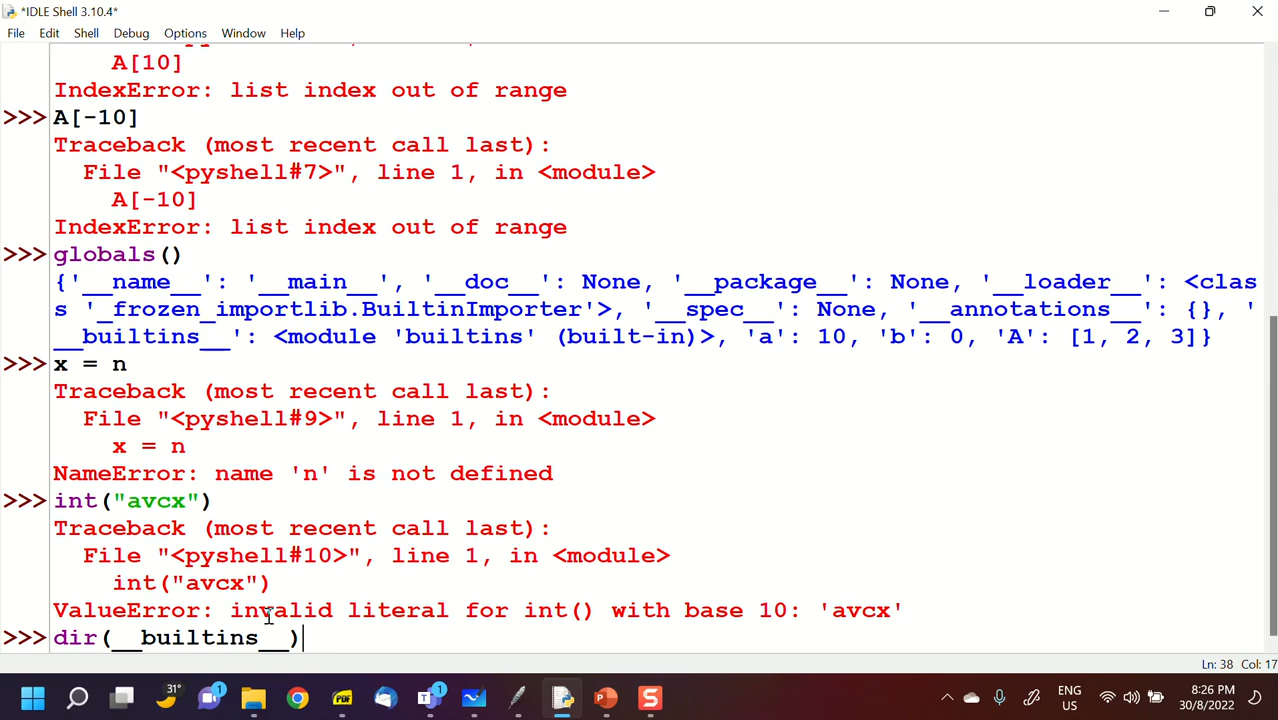 *IDLE Shell 3.10.4*
File Edit Shell Debug Options Window Help
A[10]
IndexError: list index out of range
>>> A[-10]
Traceback (most recent call last):
File "<pyshell#7>", line 1, in <module>
A[-10]
IndexError: list index out of range
>>> globals()
{'__name__': '__main__', '__doc__': None, '__package__': None, '__loader__': <clas
s '_frozen_importlib.BuiltinImporter'>, '__spec__': None, '__annotations__': {}, '
__builtins__': <module 'builtins' (built-in)>, 'a': 10, 'b': 0, 'A': [1, 2, 3]}
>>> x = n
Traceback (most recent call last):
File "<pyshell#9>", line 1, in <module>
x = n
NameError: name 'n' is not defined
>>> int("avcx")
Traceback (most recent call last):
File "<pyshell#10>", line 1, in <module>
int("avcx")
ValueError: invalid literal for int() with base 10: 'avcx'
>>> dir(__builtins__)
Ln: 38 Col: 17
31° 1 PDF 1 P S ENG 8:26 PM
US 30/8/2022